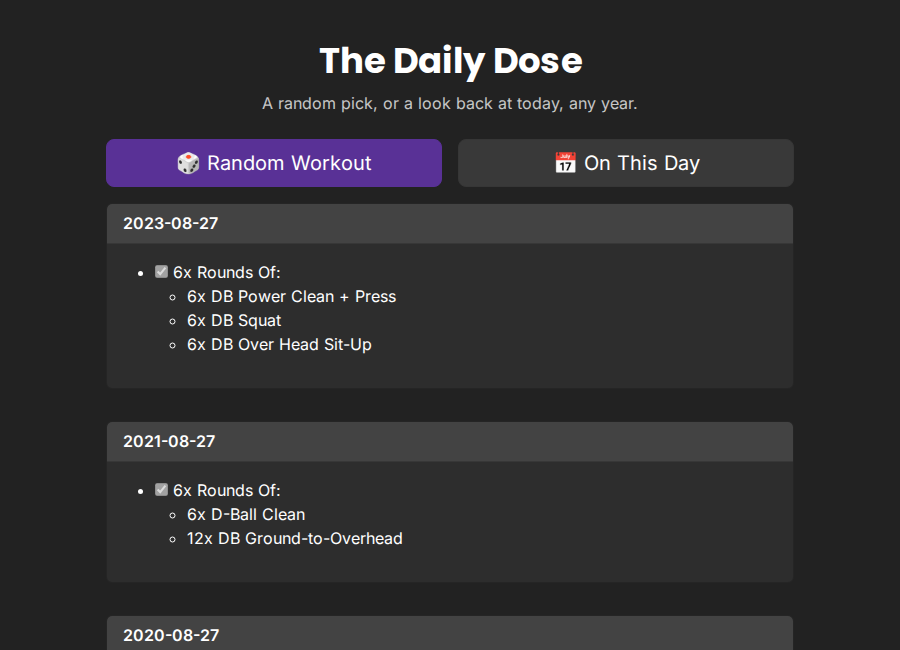 The Daily Dose
A random pick, or a look back at today, any year.
🎲 Random Workout
📅 On This Day
2023-08-27
6x Rounds Of:
6x DB Power Clean + Press
6x DB Squat
6x DB Over Head Sit-Up
2021-08-27
6x Rounds Of:
6x D-Ball Clean
12x DB Ground-to-Overhead
2020-08-27